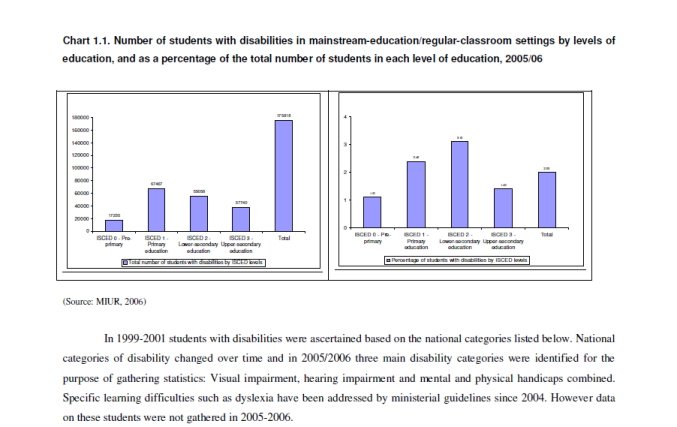 Chart 1.1. Number of students with disabilities in mainstream-education/regular-classroom settings by levels of
education, and as a percentage of the total number of students in each level of education, 2005/06
180000
160000
140000
120000
100000
80000
60000
40000
20000
0
ISCED 0 - Pre-primary
ISCED 1 - Primary education
ISCED 2 - Lower-secondary education
ISCED 3 - Upper-secondary education
Total
Total number of students with disabilities by ISCED levels
4
3
2
1
0
ISCED 0 - Pre-primary
ISCED 1 - Primary education
ISCED 2 - Lower-secondary education
ISCED 3 - Upper-secondary education
Total
Percentage of students with disabilities by ISCED levels
(Source: MIUR, 2006)
In 1999-2001 students with disabilities were ascertained based on the national categories listed below. National
categories of disability changed over time and in 2005/2006 three main disability categories were identified for the
purpose of gathering statistics: Visual impairment, hearing impairment and mental and physical handicaps combined.
Specific learning difficulties such as dyslexia have been addressed by ministerial guidelines since 2004. However data
on these students were not gathered in 2005-2006.